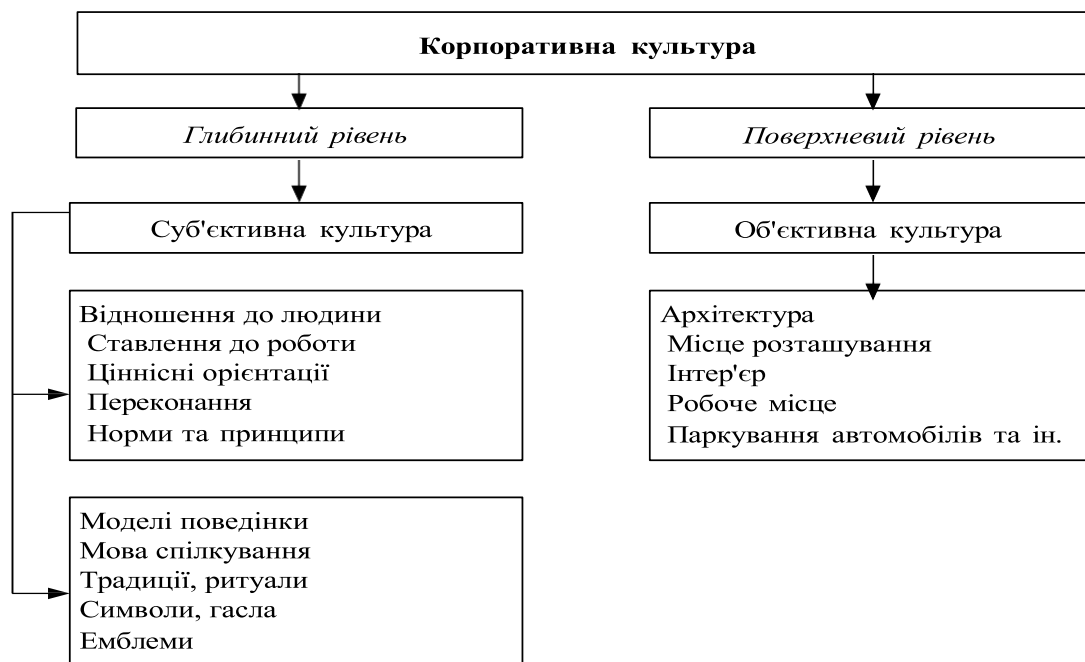 Корпоративна культура
Глибинний рівень
Поверхневий рівень
Суб'єктивна культура
Об'єктивна культура
Відношення до людини
Ставлення до роботи
Ціннісні орієнтації
Переконання
Норми та принципи
Архітектура
Місце розташування
Інтер'єр
Робоче місце
Паркування автомобілів та ін.
Моделі поведінки
Мова спілкування
Традиції, ритуали
Символи, гасла
Емблеми